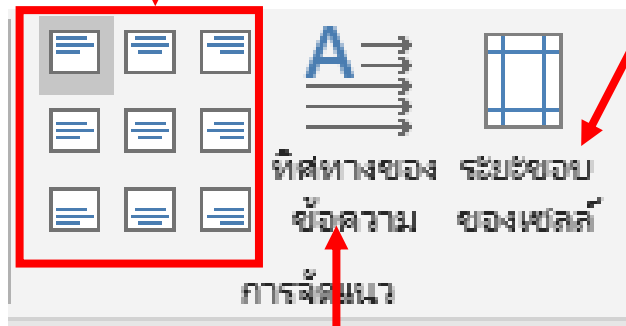 ทิศทางของ
ข้อความ
ระยะขอบ
ของเซลล์
การจัดแนว